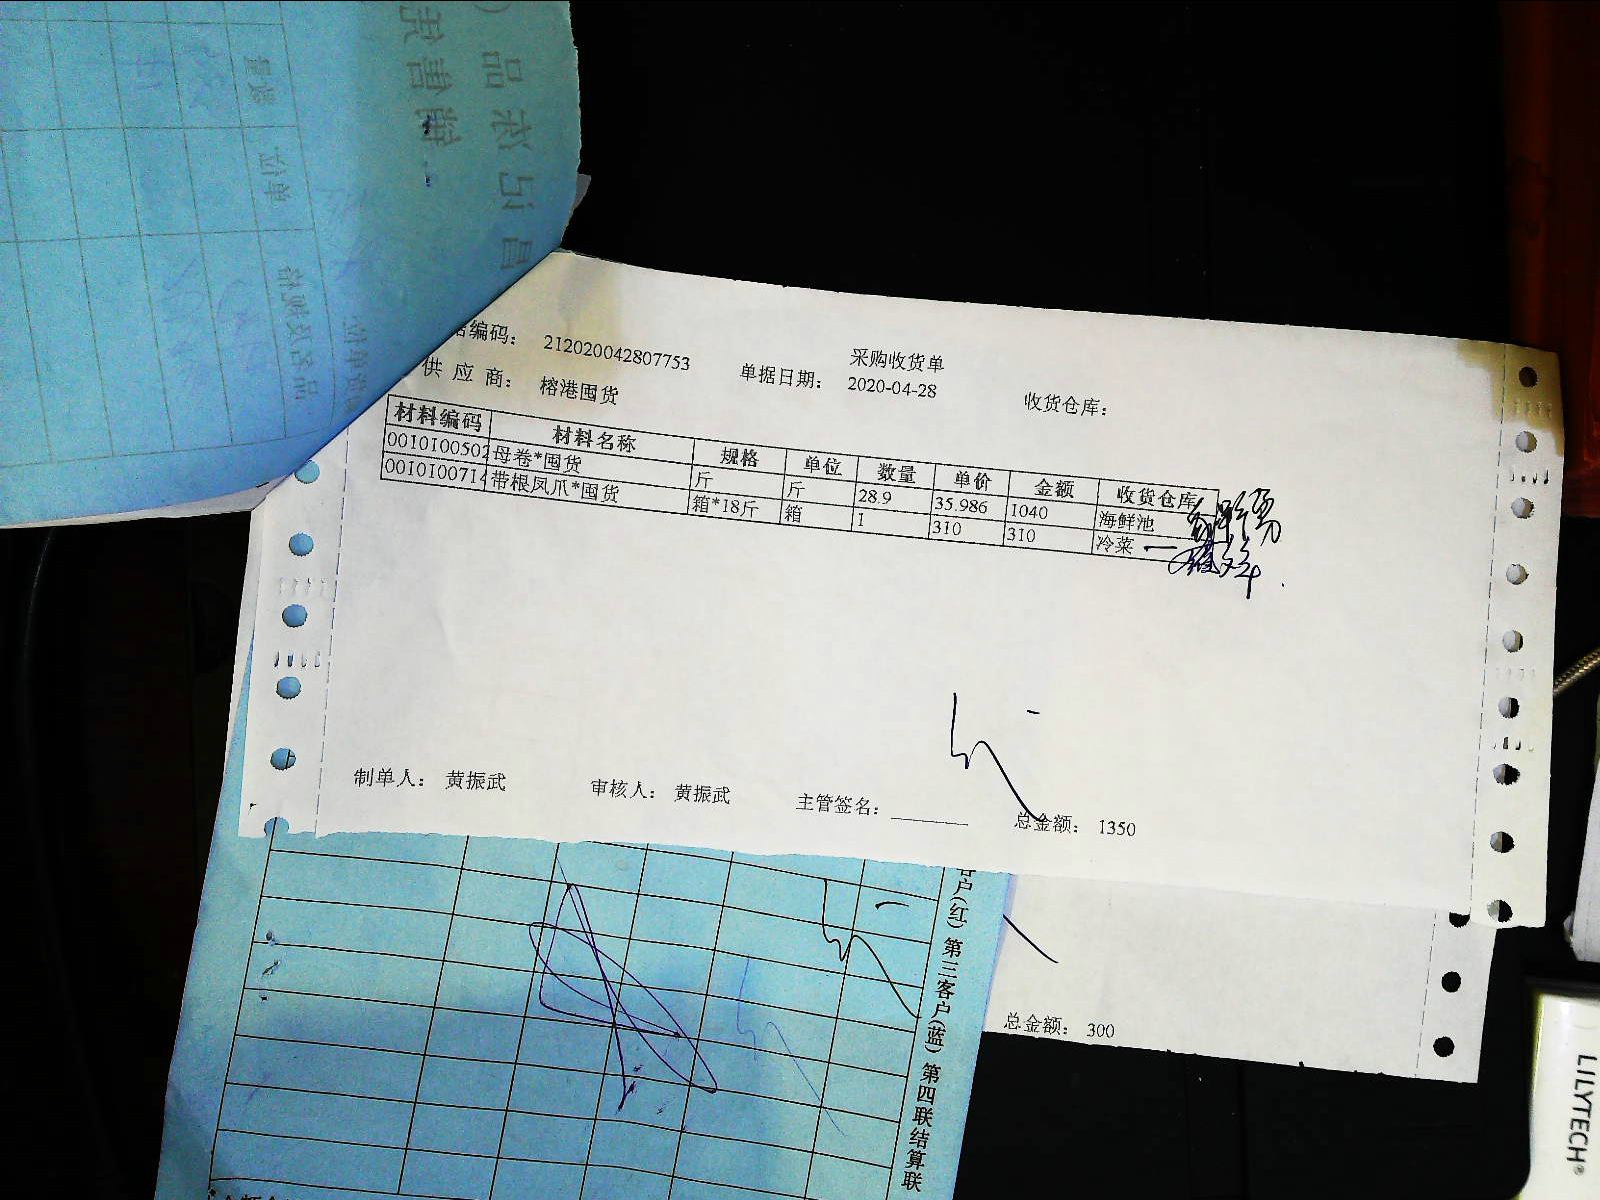 采购收货单
据编码： 212020042807753 单据日期： 2020-04-28 收货仓库：
供 应 商： 榕港囤货
材料编码 材料名称 规格 单位 数量 单价 金额 收货仓库
0010100502 母卷*囤货 斤 斤 28.9 35.986 1040 海鲜池
0010100714 带根凤爪*囤货 箱*18斤 箱 1 310 310 冷菜
制单人： 黄振武 审核人： 黄振武 主管签名： 总金额： 1350
客户(红) 第三客户(蓝) 第四联结算联
总金额： 300
LILYTECH®